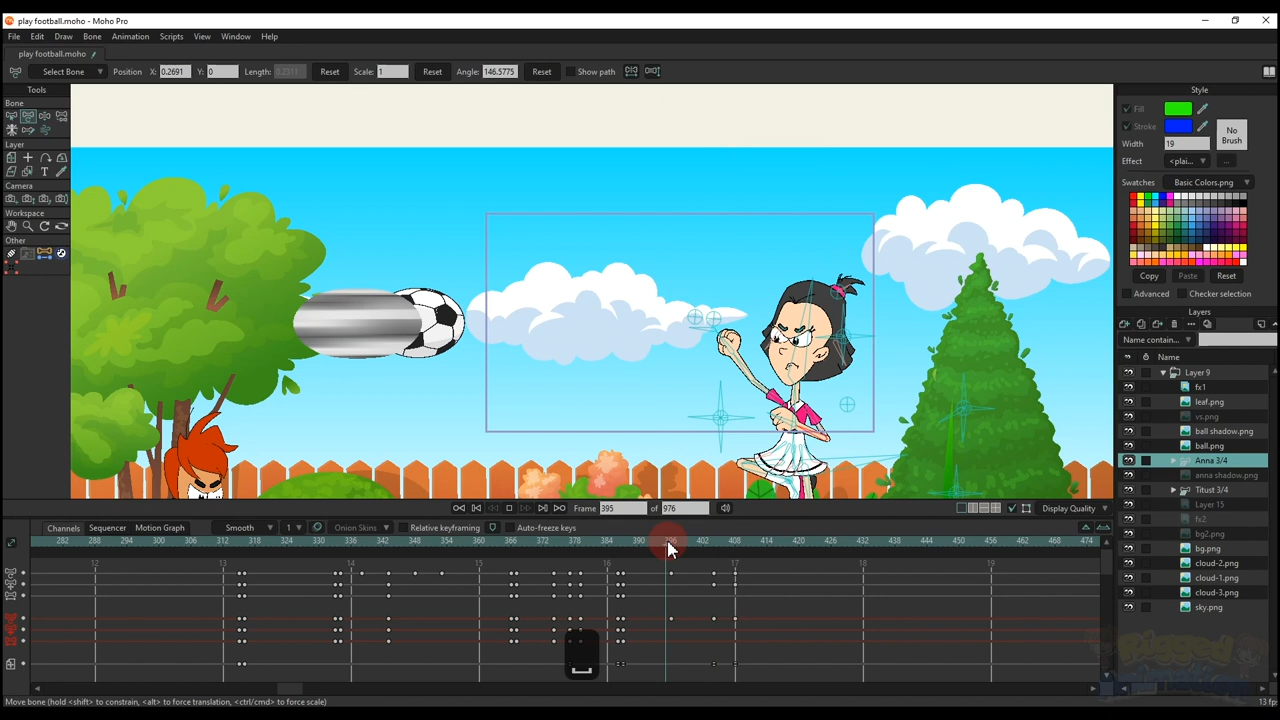 play football.moho - Moho Pro
File Edit Draw Bone Animation Scripts View Window Help
play football.moho
Select Bone Position X: 0.2691 Y: 0 Length: 0.2311 Reset Scale: 1 Reset Angle: 146.5775 Reset Show path
Tools
Bone
Layer
Camera
Workspace
Other
Style
Fill
Stroke
No Brush
Width 19
Effect <plai... ...
Swatches Basic Colors.png
Copy Paste Reset
Advanced Checker selection
Layers
Name contain...
Name
Layer 9
fx1
leaf.png
vs.png
ball shadow.png
ball.png
Anna 3/4
anna shadow.png
Titust 3/4
Layer 15
fx2
bg2.png
bg.png
cloud-2.png
cloud-1.png
cloud-3.png
sky.png
Frame 395 of 976 Display Quality
Channels Sequencer Motion Graph Smooth 1 Onion Skins Relative keyframing Auto-freeze keys
282 288 294 300 306 312 318 324 330 336 342 348 354 360 366 372 378 384 390 396 402 408 414 420 426 432 438 444 450 456 462 468 474
12 13 14 15 16 17 18 19
Rigged Animation
Move bone (hold <shift> to constrain, <alt> to force translation, <ctrl/cmd> to force scale)
13 fp